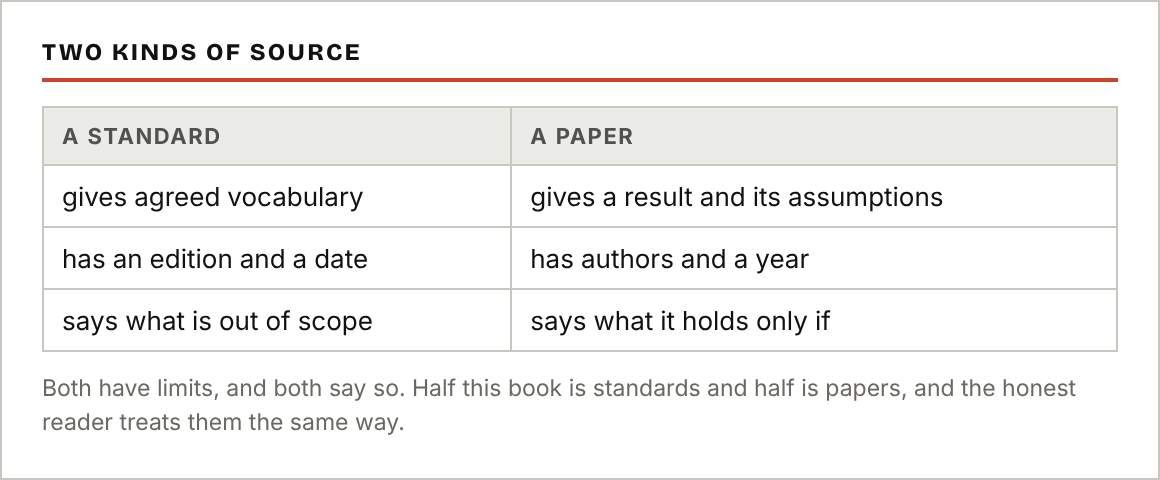 TWO KINDS OF SOURCE
A STANDARD
A PAPER
gives agreed vocabulary
gives a result and its assumptions
has an edition and a date
has authors and a year
says what is out of scope
says what it holds only if
Both have limits, and both say so. Half this book is standards and half is papers, and the honest
reader treats them the same way.